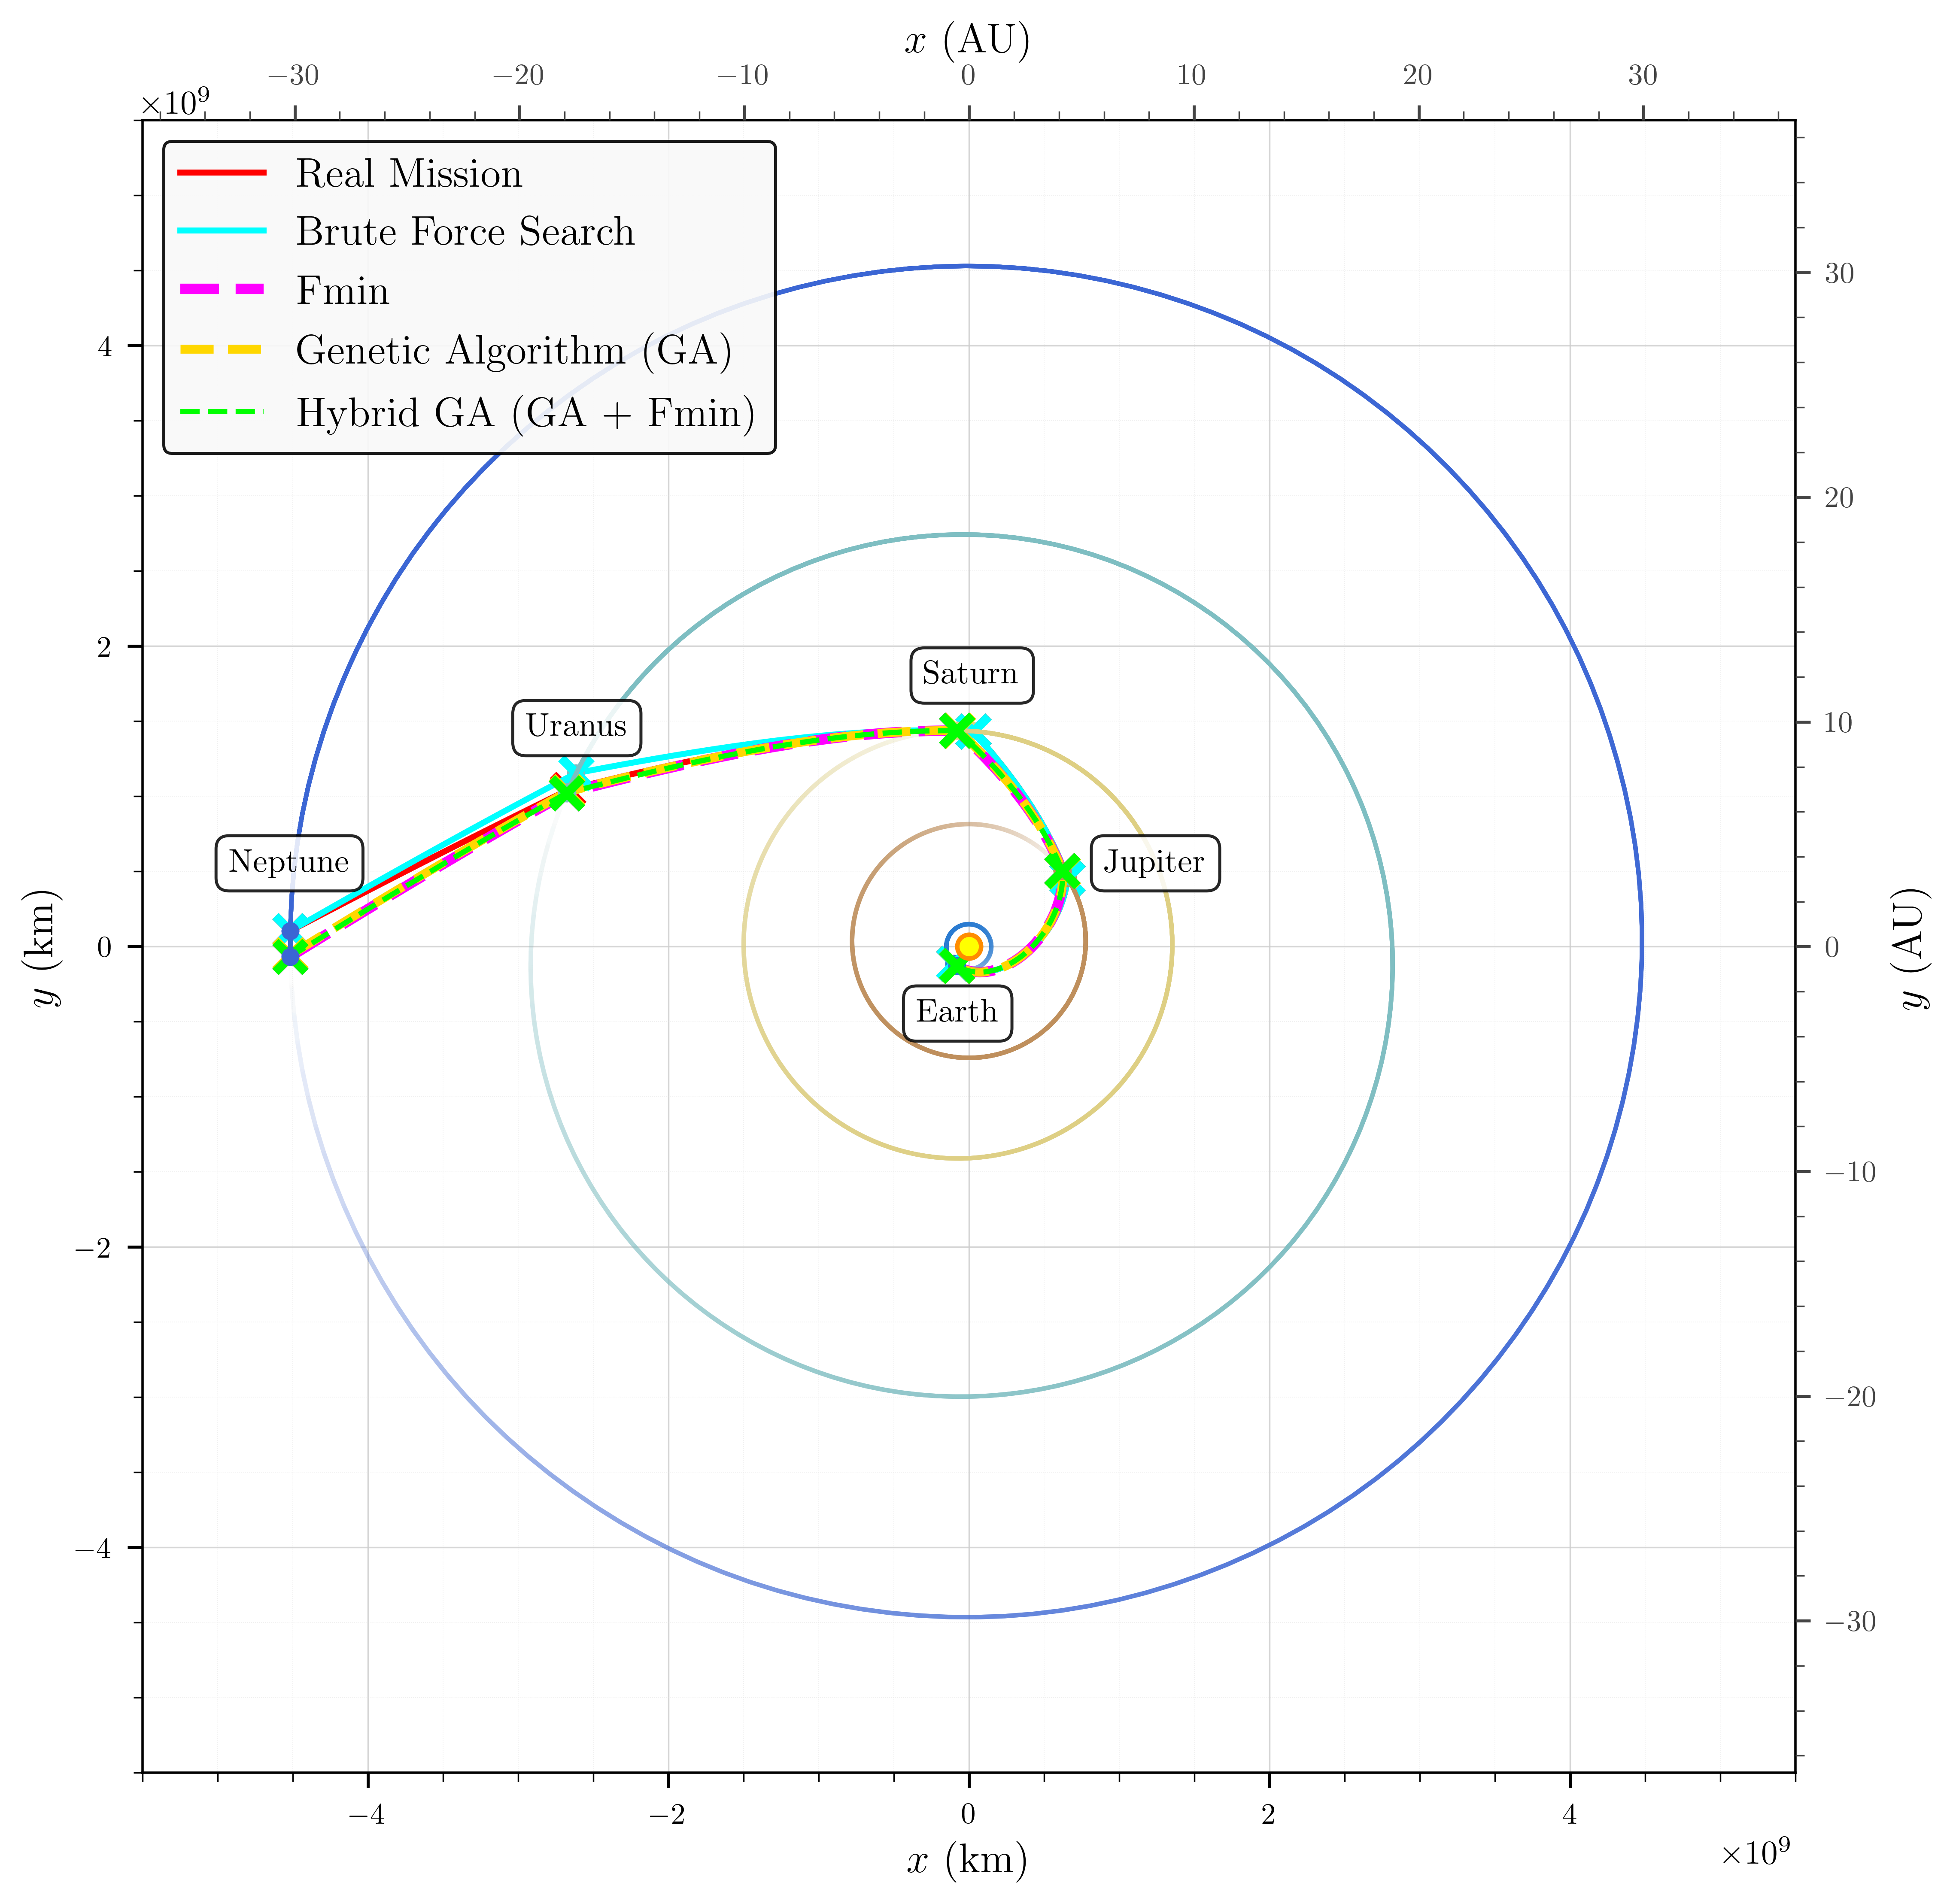 x (AU)
−30 −20 −10 0 10 20 30
×10⁹
Real Mission
Brute Force Search
Fmin
Genetic Algorithm (GA)
Hybrid GA (GA + Fmin)
30
4
20
2
Saturn
10
Uranus
Neptune
Jupiter
0
0
y (km)
y (AU)
Earth
−10
−2
−20
−4
−30
−4 −2 0 2 4
x (km)
×10⁹